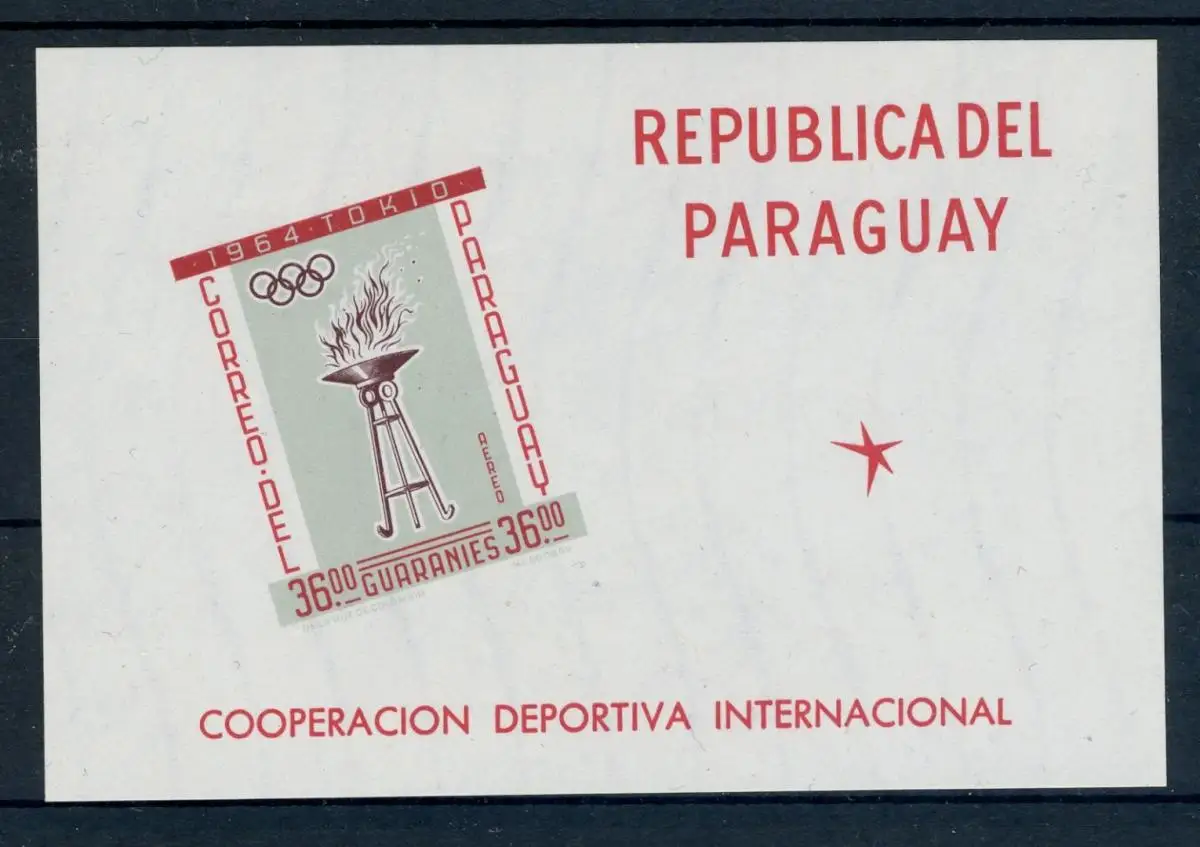 REPUBLICA DEL
PARAGUAY
·1964·TOKIO·
CORREO·DEL
PARAGUAY
AEREO
36.00 GUARANIES 36.00
COOPERACION DEPORTIVA INTERNACIONAL